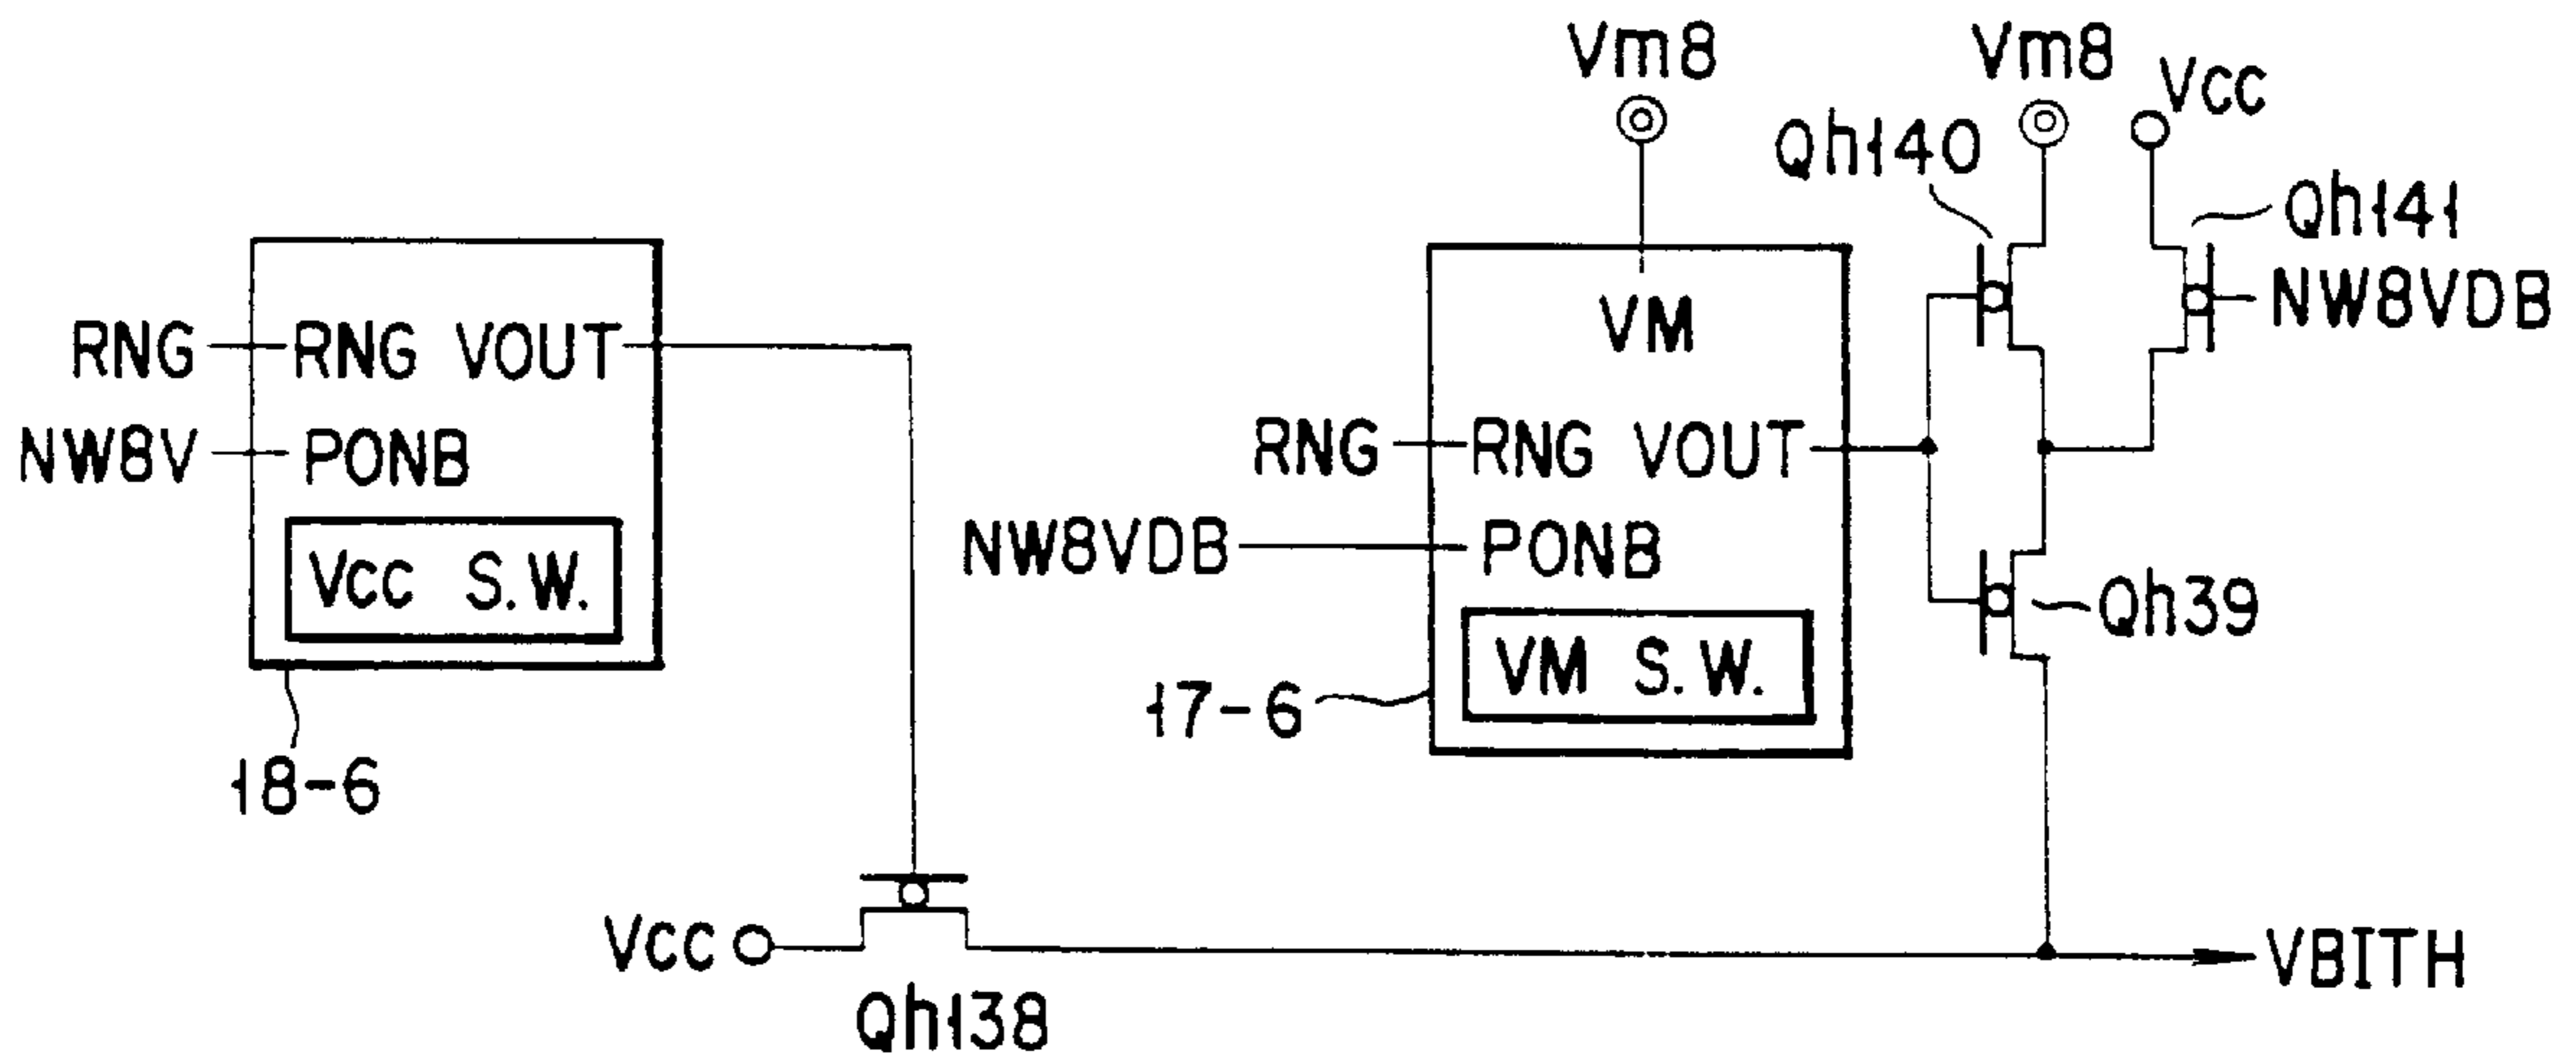 Vm8
Vm8
Vcc
Qh140
Qh141
NW8VDB
RNG
RNG VOUT
VM
NW8V
PONB
RNG
RNG VOUT
Vcc S.W.
NW8VDB
PONB
Qh39
VM S.W.
17-6
18-6
Vcc
VBITH
Qh138